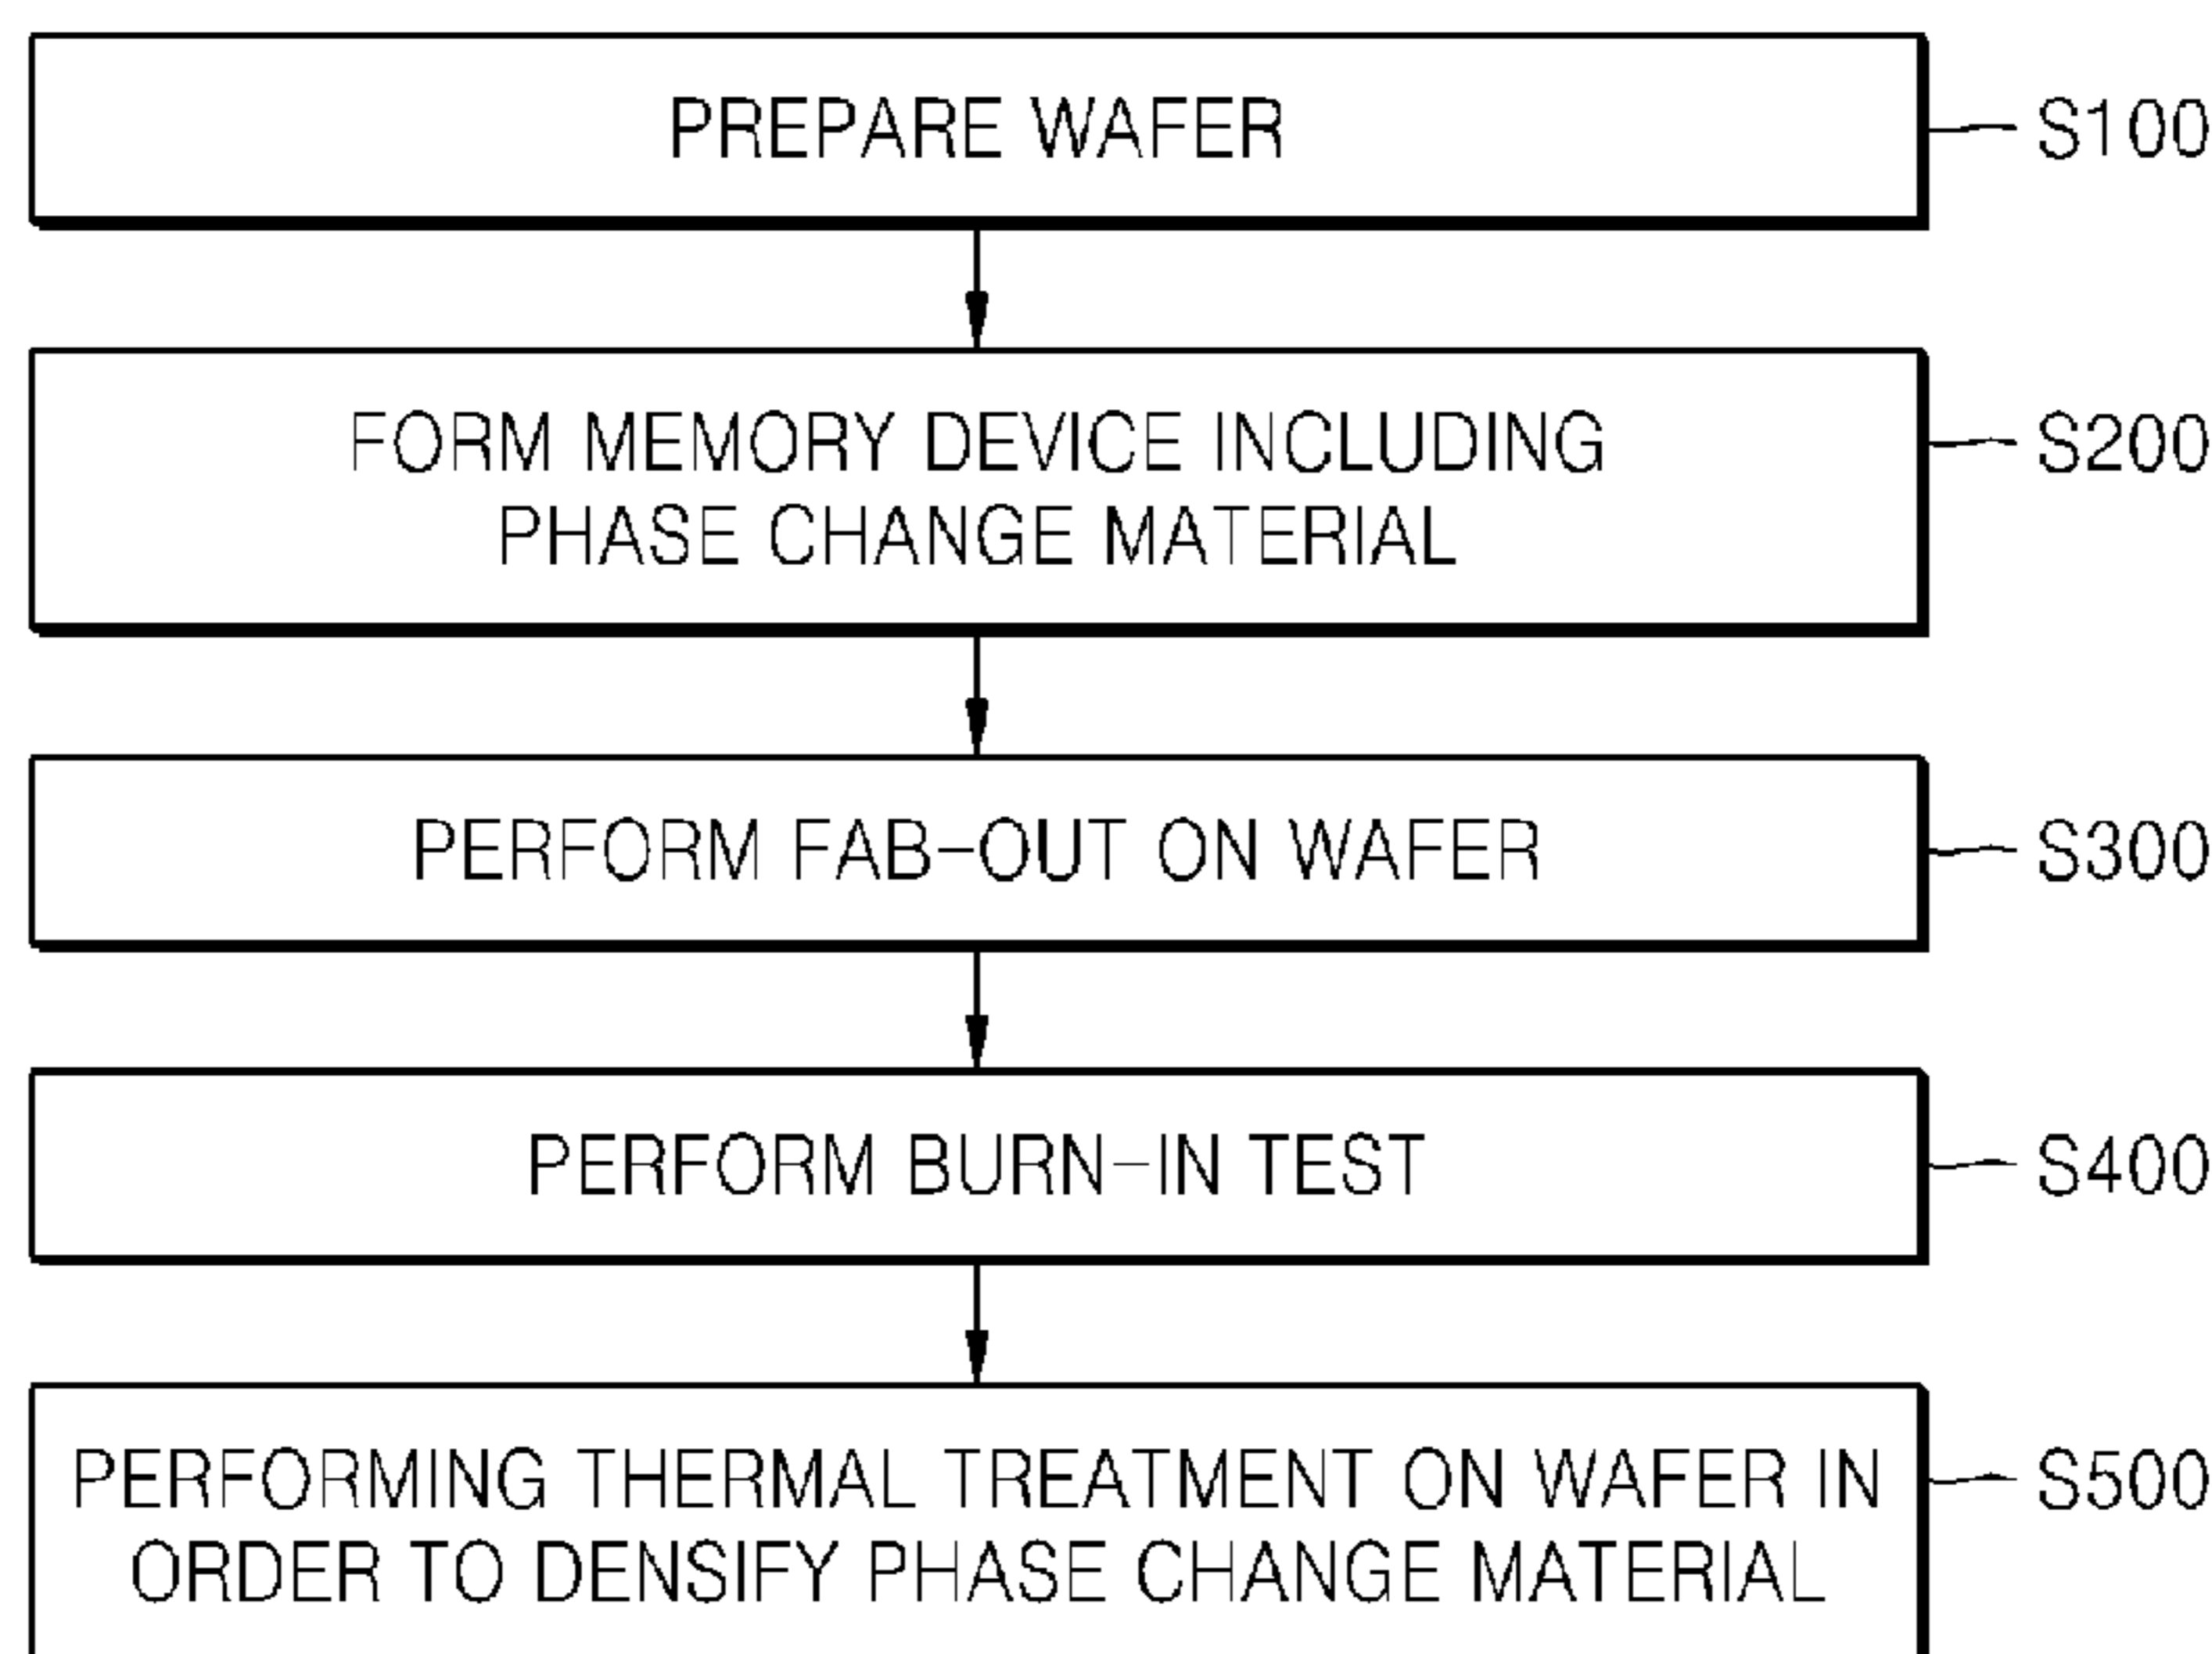 PREPARE WAFER
S100
FORM MEMORY DEVICE INCLUDING
PHASE CHANGE MATERIAL
S200
PERFORM FAB-OUT ON WAFER
S300
PERFORM BURN-IN TEST
S400
PERFORMING THERMAL TREATMENT ON WAFER IN
ORDER TO DENSIFY PHASE CHANGE MATERIAL
S500